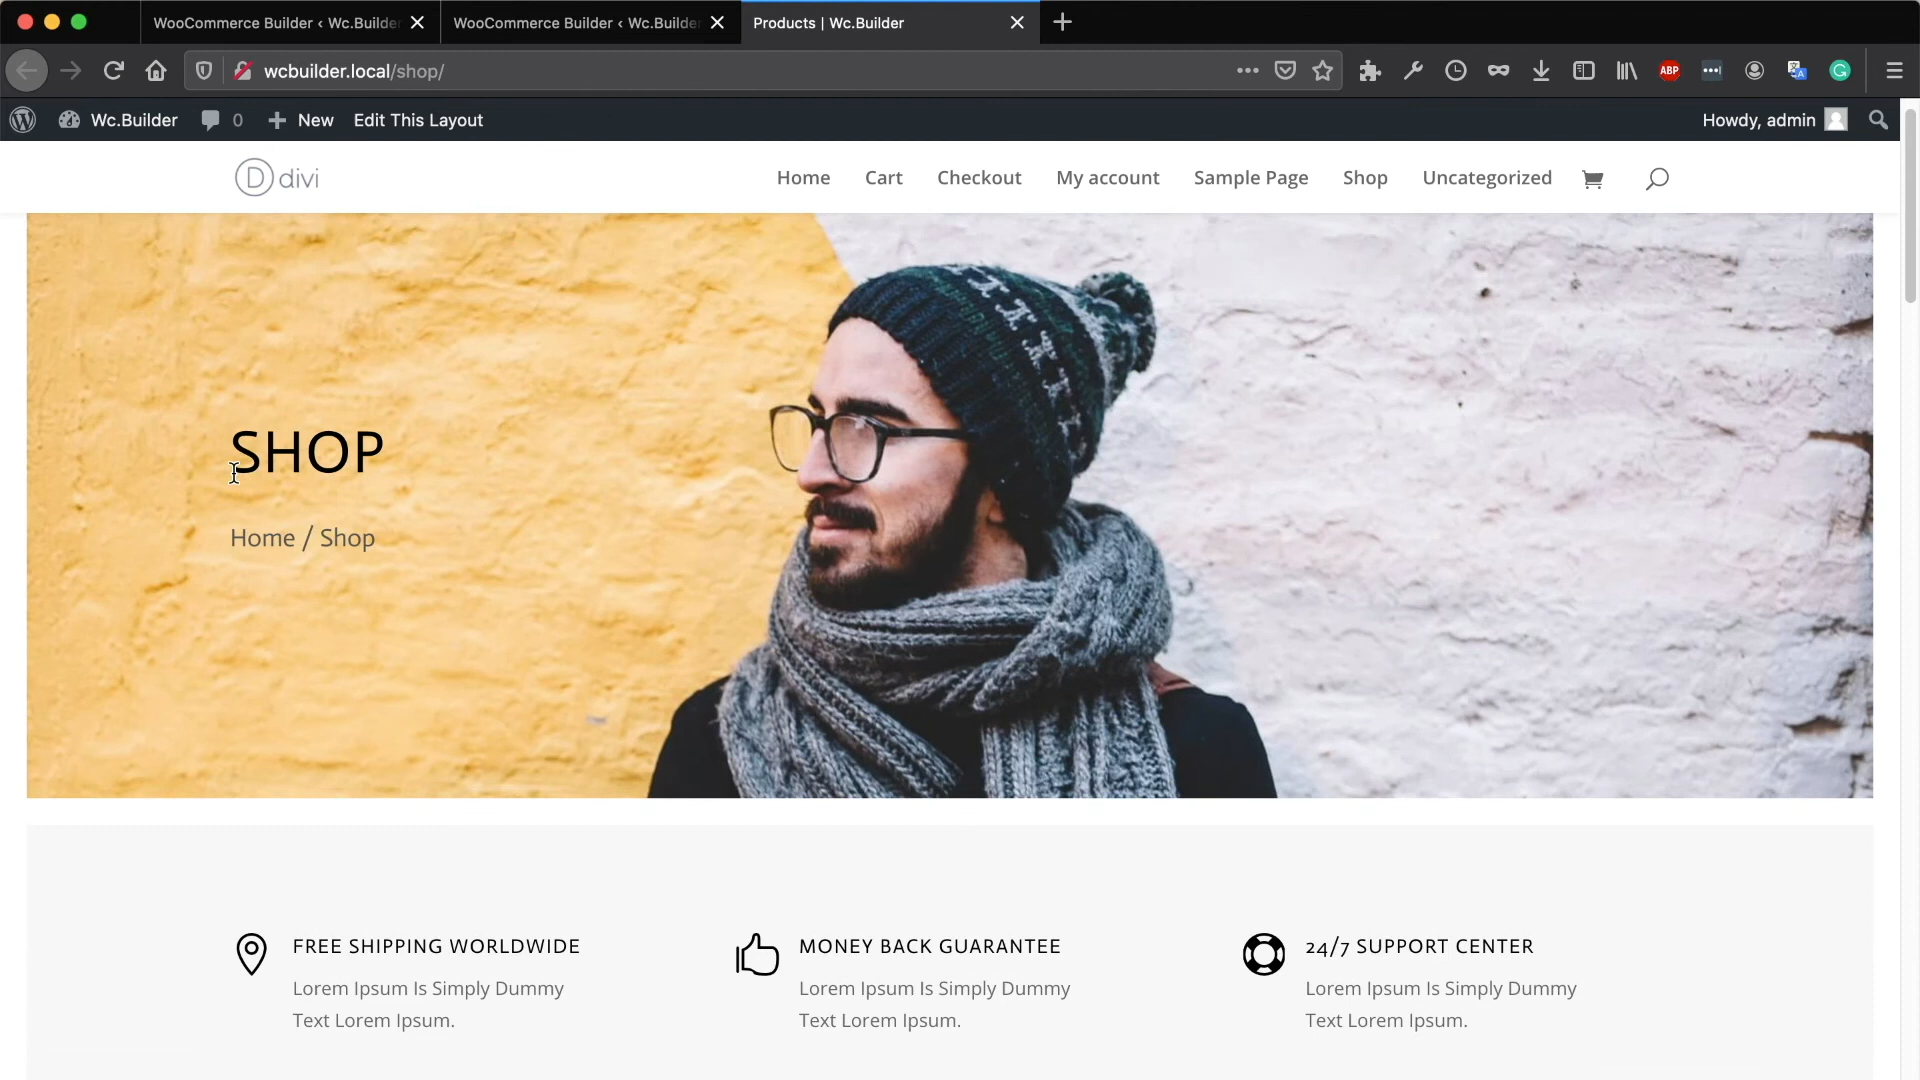 WooCommerce Builder ‹ Wc.Builder
WooCommerce Builder ‹ Wc.Builder
Products | Wc.Builder
wcbuilder.local/shop/
ABP
Wc.Builder
0
New
Edit This Layout
Howdy, admin
D divi
Home
Cart
Checkout
My account
Sample Page
Shop
Uncategorized
SHOP
Home / Shop
FREE SHIPPING WORLDWIDE
Lorem Ipsum Is Simply Dummy
Text Lorem Ipsum.
MONEY BACK GUARANTEE
Lorem Ipsum Is Simply Dummy
Text Lorem Ipsum.
24/7 SUPPORT CENTER
Lorem Ipsum Is Simply Dummy
Text Lorem Ipsum.